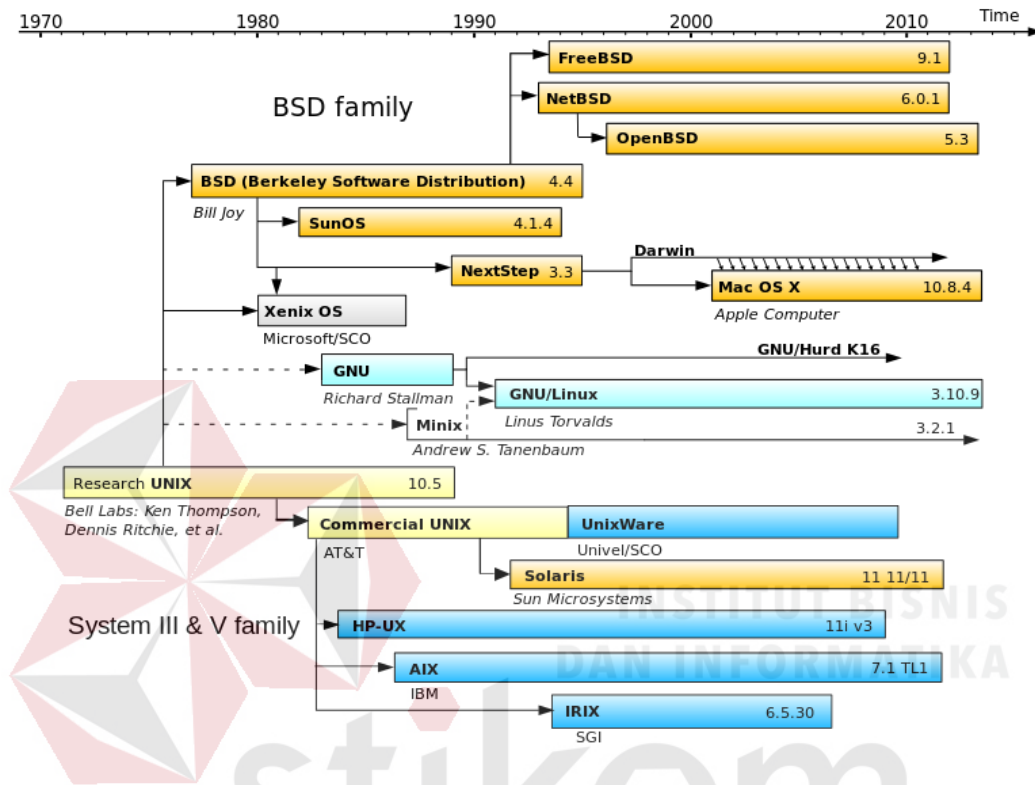 1970 1980 1990 2000 2010 Time
FreeBSD 9.1
BSD family
NetBSD 6.0.1
OpenBSD 5.3
BSD (Berkeley Software Distribution) 4.4
Bill Joy
SunOS 4.1.4
Darwin
NextStep 3.3
Mac OS X 10.8.4
Apple Computer
Xenix OS
Microsoft/SCO
GNU/Hurd K16
GNU
Richard Stallman
GNU/Linux 3.10.9
Linus Torvalds
Minix 3.2.1
Andrew S. Tanenbaum
Research UNIX 10.5
Bell Labs: Ken Thompson,
Dennis Ritchie, et al.
Commercial UNIX
UnixWare
AT&T
Univel/SCO
Solaris 11 11/11
Sun Microsystems
INSTITUT BISNIS
System III & V family
HP-UX 11i v3
DAN INFORMATIKA
AIX 7.1 TL1
IBM
IRIX 6.5.30
SGI
stikom